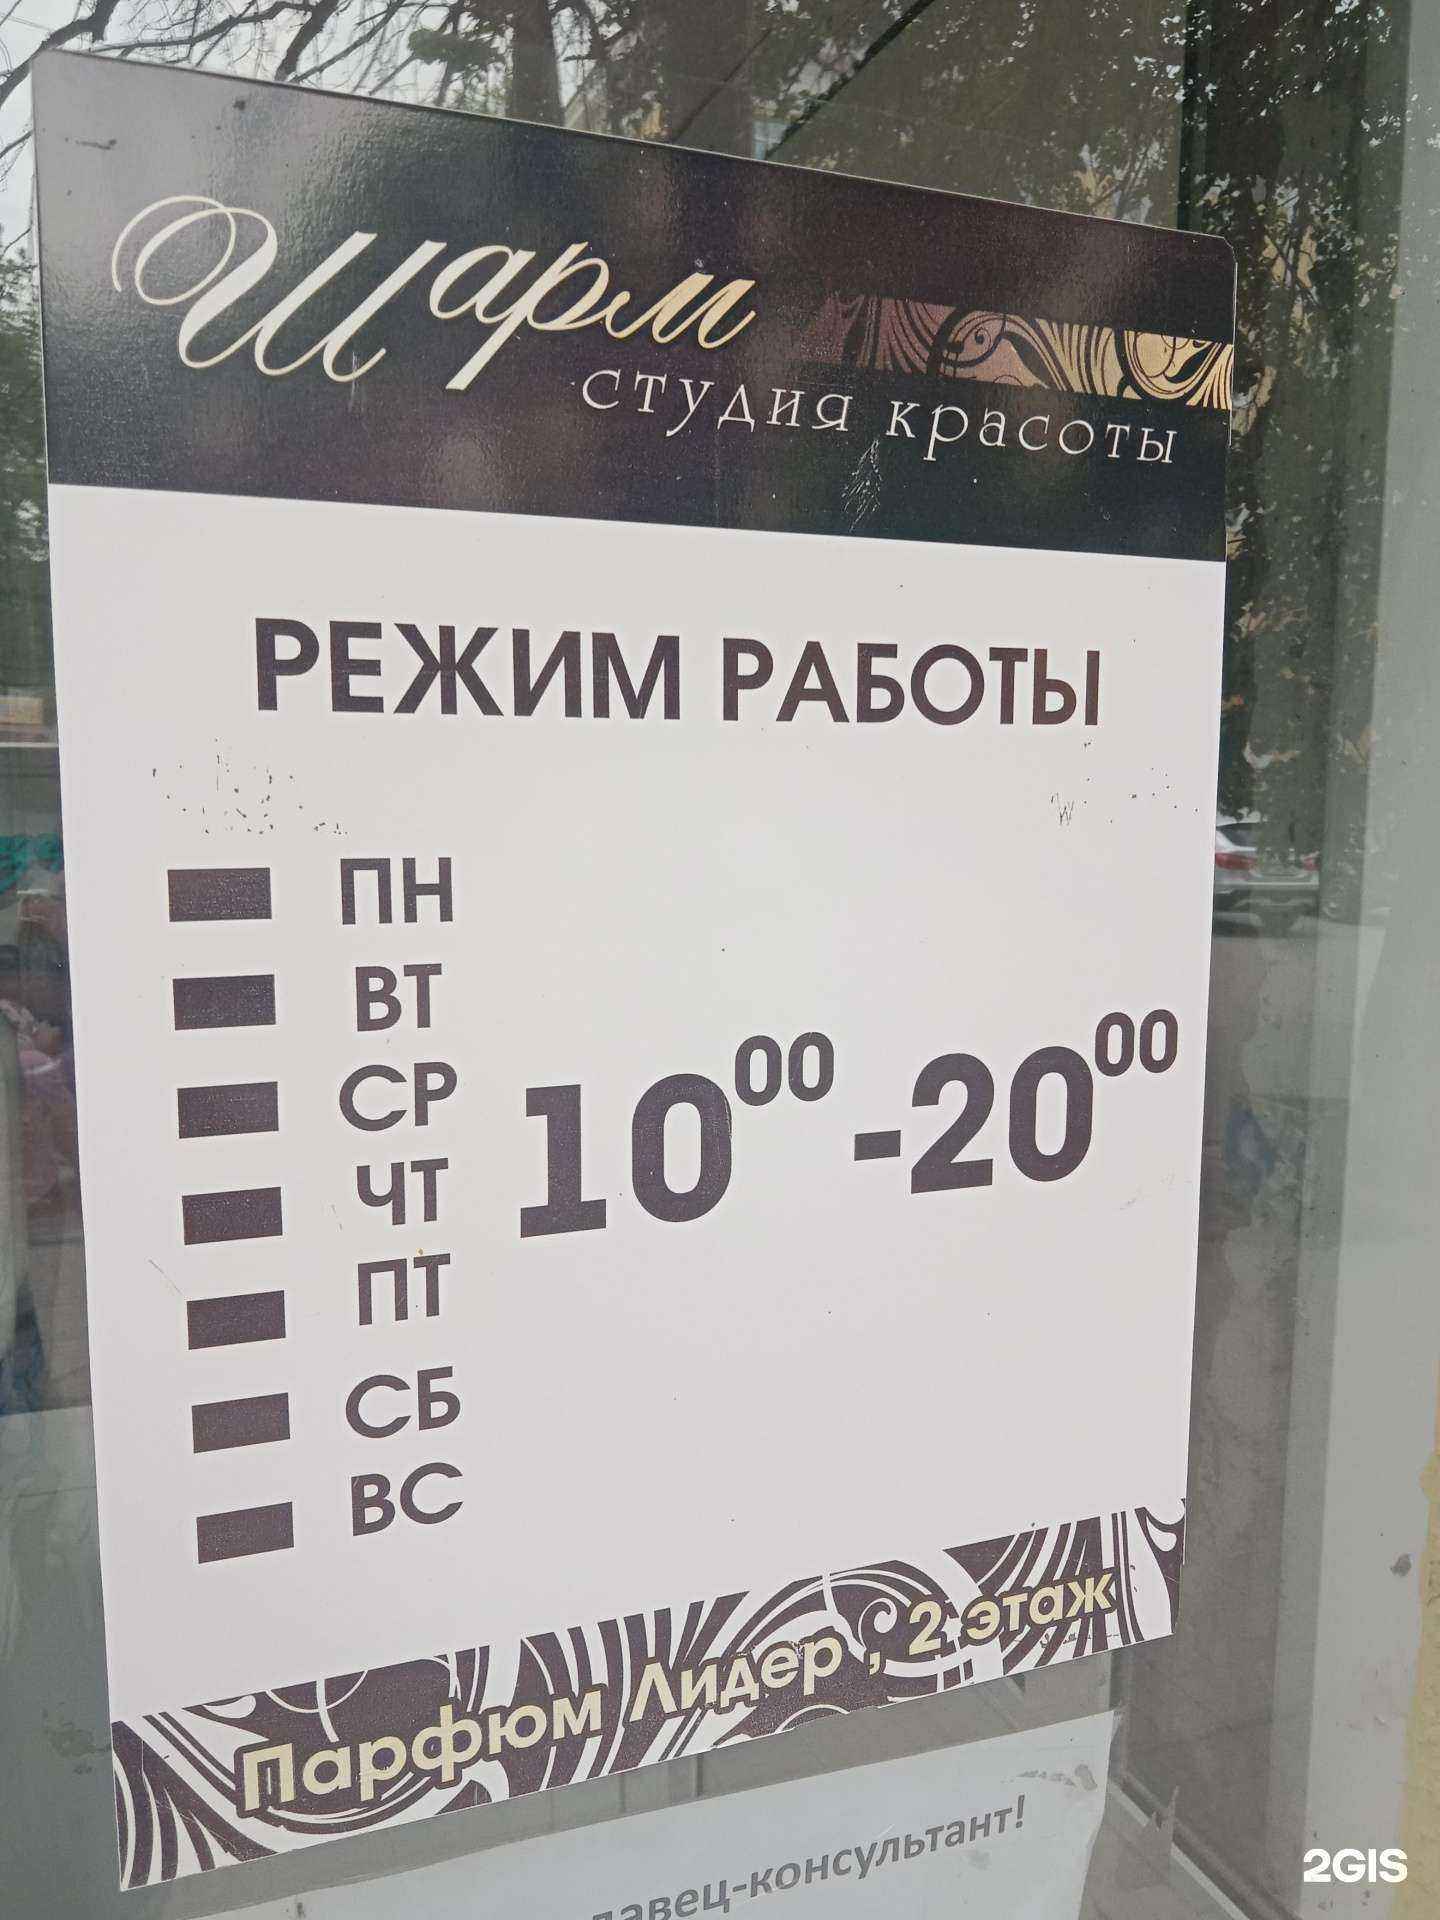 Шарм
студия красоты
РЕЖИМ РАБОТЫ
ПН
ВТ
СР
ЧТ
ПТ
СБ
ВС
10⁰⁰-20⁰⁰
Парфюм Лидер, 2 этаж
консультант!
2GIS